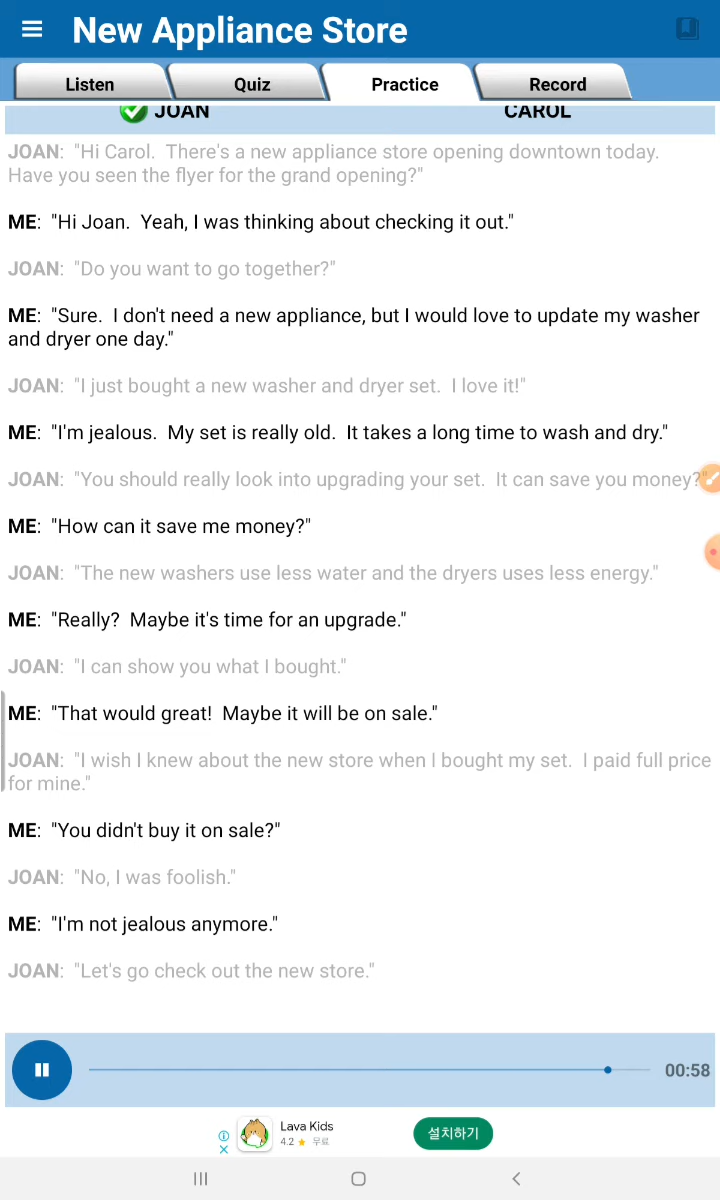 New Appliance Store
Listen
Quiz
Practice
Record
JOAN
CAROL
JOAN:  "Hi Carol.  There's a new appliance store opening downtown today.
Have you seen the flyer for the grand opening?"
ME:  "Hi Joan.  Yeah, I was thinking about checking it out."
JOAN:  "Do you want to go together?"
ME:  "Sure.  I don't need a new appliance, but I would love to update my washer
and dryer one day."
JOAN:  "I just bought a new washer and dryer set.  I love it!"
ME:  "I'm jealous.  My set is really old.  It takes a long time to wash and dry."
JOAN:  "You should really look into upgrading your set.  It can save you money?"
ME:  "How can it save me money?"
JOAN:  "The new washers use less water and the dryers uses less energy."
ME:  "Really?  Maybe it's time for an upgrade."
JOAN:  "I can show you what I bought."
ME:  "That would great!  Maybe it will be on sale."
JOAN:  "I wish I knew about the new store when I bought my set.  I paid full price
for mine."
ME:  "You didn't buy it on sale?"
JOAN:  "No, I was foolish."
ME:  "I'm not jealous anymore."
JOAN:  "Let's go check out the new store."
00:58
Lava Kids
4.2 ★ 무료
설치하기